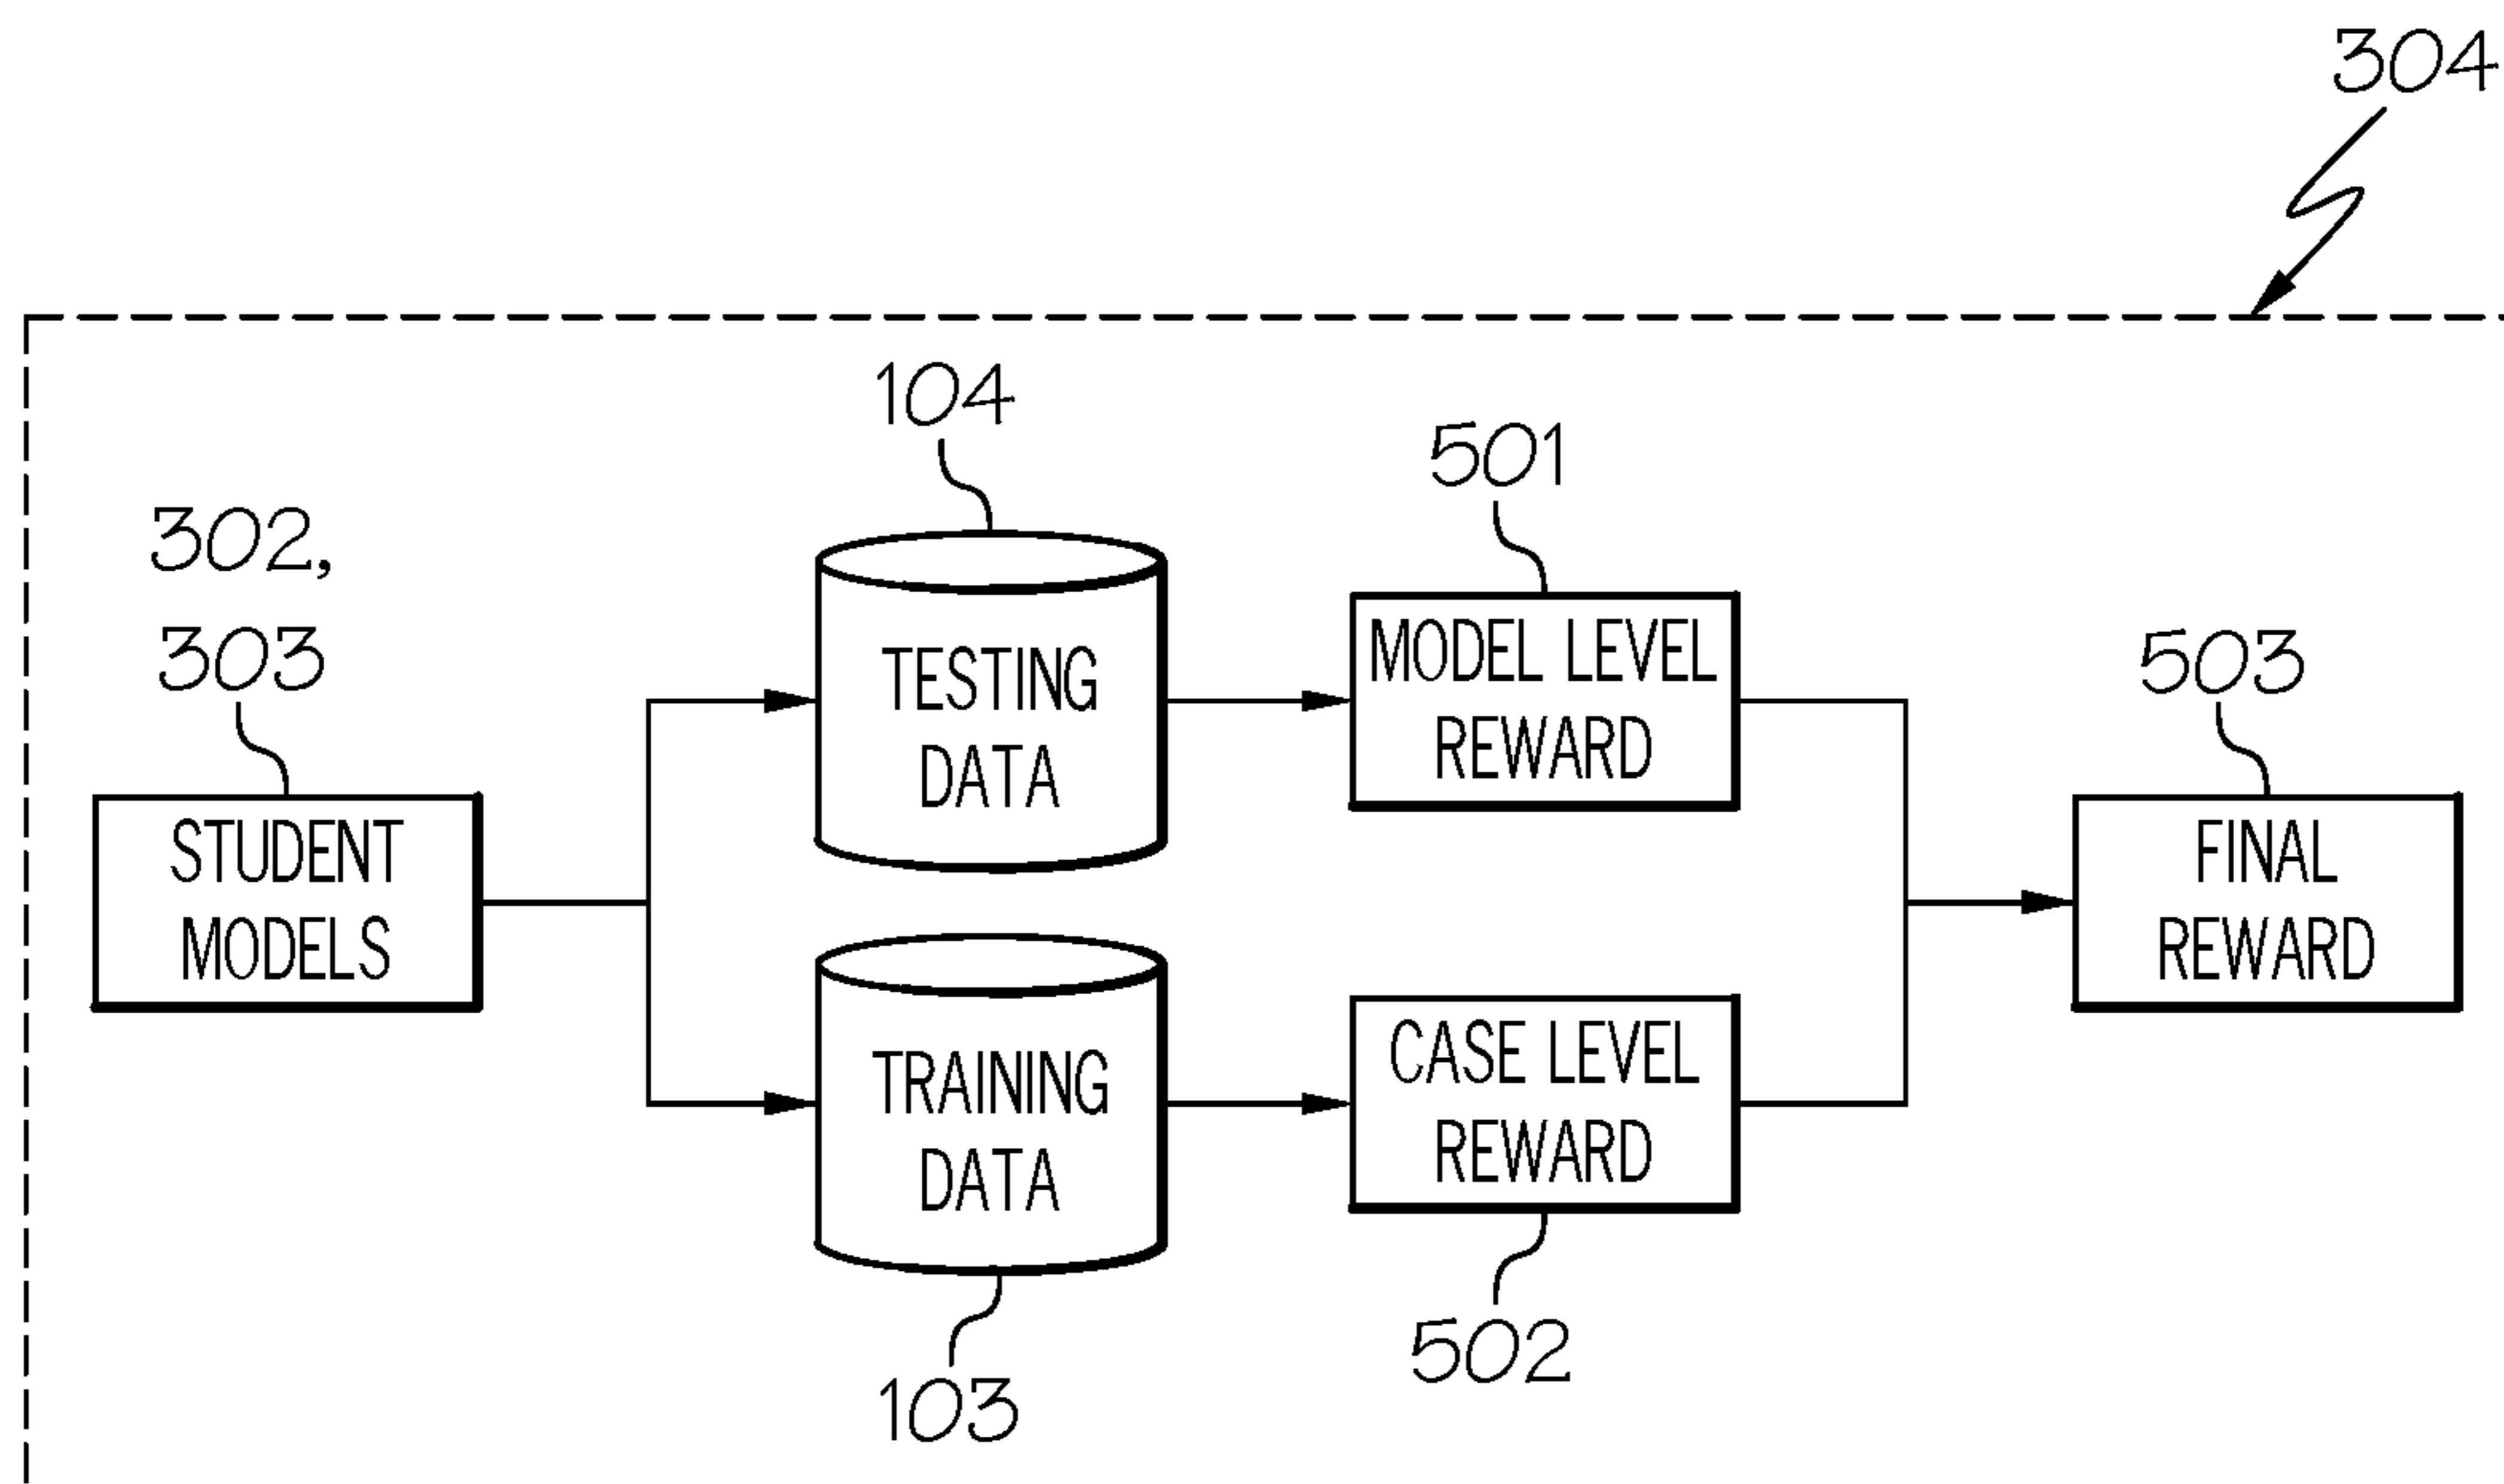 304
104
501
302,
303
503
TESTING
DATA
MODEL LEVEL
REWARD
STUDENT
MODELS
FINAL
REWARD
TRAINING
DATA
CASE LEVEL
REWARD
502
103